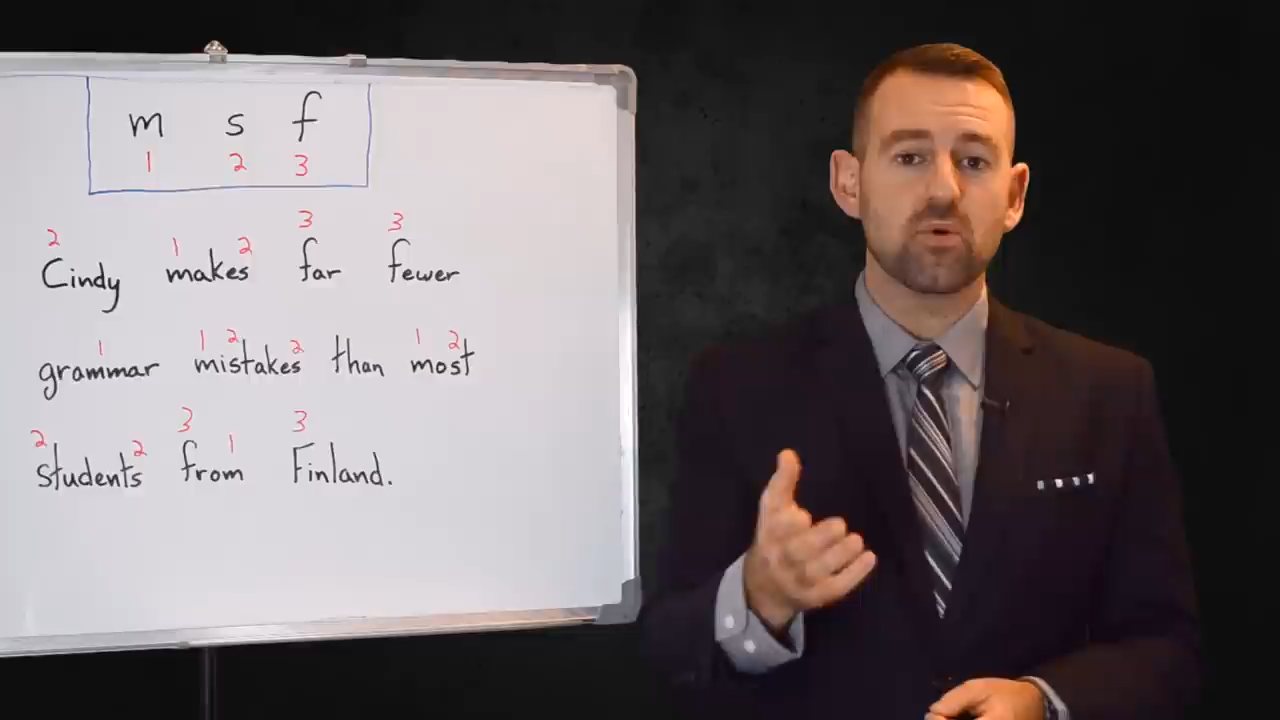 m s f
1 2 3
2 1 2 3 3
Cindy makes far fewer
1 1 2 2 1 2
grammar mistakes than most
2 2 3 1 3
students from Finland.